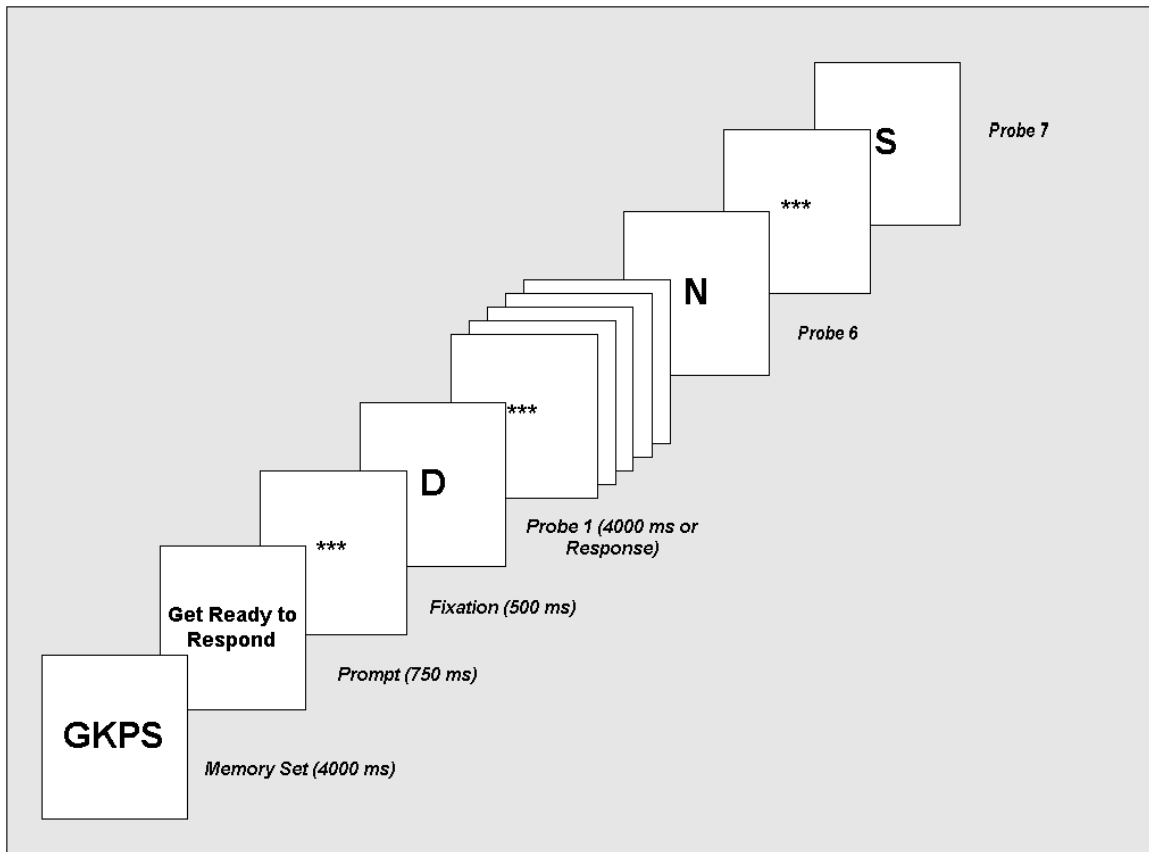 S
Probe 7
***
N
Probe 6
***
D
Probe 1 (4000 ms or
Response)
***
Fixation (500 ms)
Get Ready to
Respond
Prompt (750 ms)
GKPS
Memory Set (4000 ms)